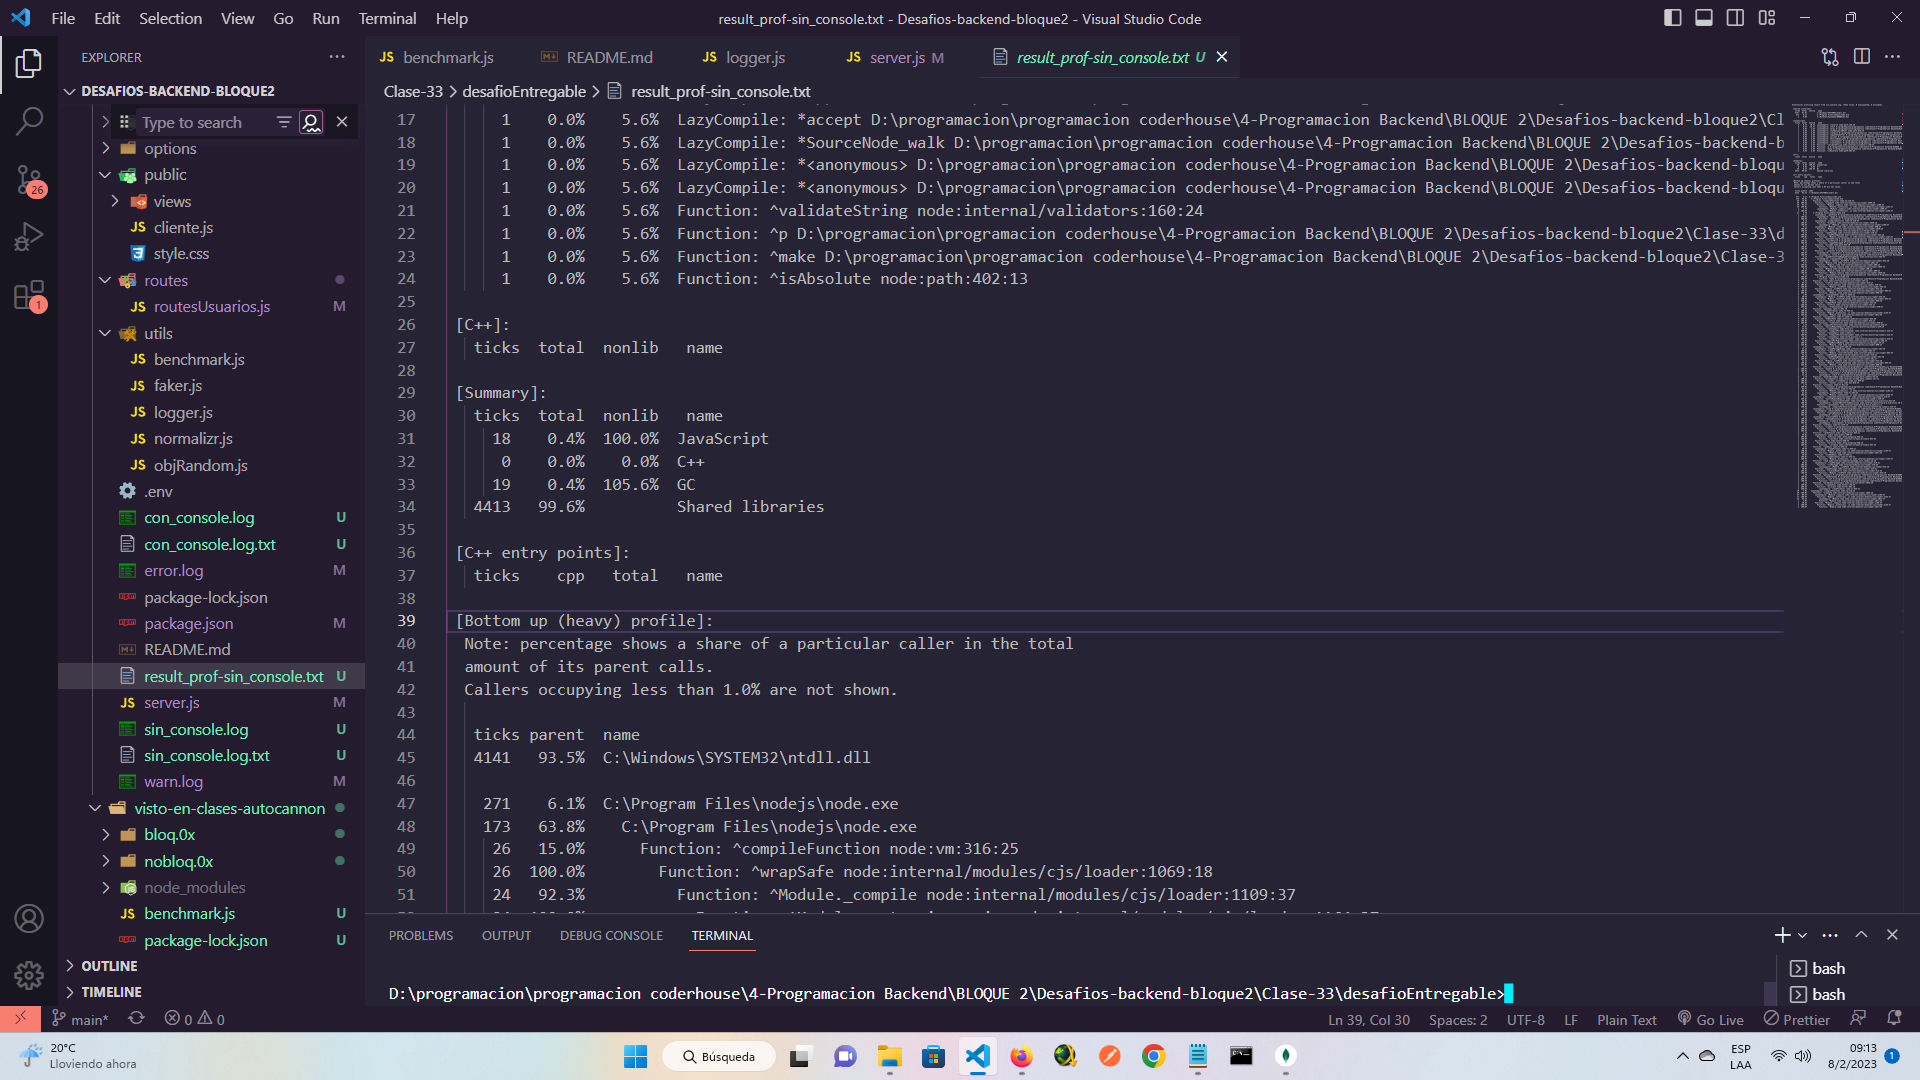 File Edit Selection View Go Run Terminal Help
result_prof-sin_console.txt - Desafios-backend-bloque2 - Visual Studio Code
EXPLORER
DESAFIOS-BACKEND-BLOQUE2
Type to search
options
public
views
JS cliente.js
style.css
routes
JS routesUsuarios.js M
utils
JS benchmark.js
JS faker.js
JS logger.js
JS normalizr.js
JS objRandom.js
.env
con_console.log U
con_console.log.txt U
error.log M
package-lock.json
package.json M
README.md
result_prof-sin_console.txt U
JS server.js M
sin_console.log U
sin_console.log.txt U
warn.log M
visto-en-clases-autocannon
bloq.0x
nobloq.0x
node_modules
JS benchmark.js U
package-lock.json U
OUTLINE
TIMELINE
26
1
JS benchmark.js README.md JS logger.js JS server.js M result_prof-sin_console.txt U
Clase-33 > desafioEntregable > result_prof-sin_console.txt
17 1 0.0% 5.6% LazyCompile: *accept D:\programacion\programacion coderhouse\4-Programacion Backend\BLOQUE 2\Desafios-backend-bloque2\Cl
18 1 0.0% 5.6% LazyCompile: *SourceNode_walk D:\programacion\programacion coderhouse\4-Programacion Backend\BLOQUE 2\Desafios-backend-b
19 1 0.0% 5.6% LazyCompile: *<anonymous> D:\programacion\programacion coderhouse\4-Programacion Backend\BLOQUE 2\Desafios-backend-bloqu
20 1 0.0% 5.6% LazyCompile: *<anonymous> D:\programacion\programacion coderhouse\4-Programacion Backend\BLOQUE 2\Desafios-backend-bloqu
21 1 0.0% 5.6% Function: ^validateString node:internal/validators:160:24
22 1 0.0% 5.6% Function: ^p D:\programacion\programacion coderhouse\4-Programacion Backend\BLOQUE 2\Desafios-backend-bloque2\Clase-33\d
23 1 0.0% 5.6% Function: ^make D:\programacion\programacion coderhouse\4-Programacion Backend\BLOQUE 2\Desafios-backend-bloque2\Clase-3
24 1 0.0% 5.6% Function: ^isAbsolute node:path:402:13
25
26 [C++]:
27 ticks total nonlib name
28
29 [Summary]:
30 ticks total nonlib name
31 18 0.4% 100.0% JavaScript
32 0 0.0% 0.0% C++
33 19 0.4% 105.6% GC
34 4413 99.6% Shared libraries
35
36 [C++ entry points]:
37 ticks cpp total name
38
39 [Bottom up (heavy) profile]:
40 Note: percentage shows a share of a particular caller in the total
41 amount of its parent calls.
42 Callers occupying less than 1.0% are not shown.
43
44 ticks parent name
45 4141 93.5% C:\Windows\SYSTEM32\ntdll.dll
46
47 271 6.1% C:\Program Files\nodejs\node.exe
48 173 63.8% C:\Program Files\nodejs\node.exe
49 26 15.0% Function: ^compileFunction node:vm:316:25
50 26 100.0% Function: ^wrapSafe node:internal/modules/cjs/loader:1069:18
51 24 92.3% Function: ^Module._compile node:internal/modules/cjs/loader:1109:37
PROBLEMS OUTPUT DEBUG CONSOLE TERMINAL
D:\programacion\programacion coderhouse\4-Programacion Backend\BLOQUE 2\Desafios-backend-bloque2\Clase-33\desafioEntregable>
bash
bash
main* 0 0
Ln 39, Col 30 Spaces: 2 UTF-8 LF Plain Text Go Live Prettier
20°C
Lloviendo ahora
Búsqueda
ESP
LAA
09:13
8/2/2023
1